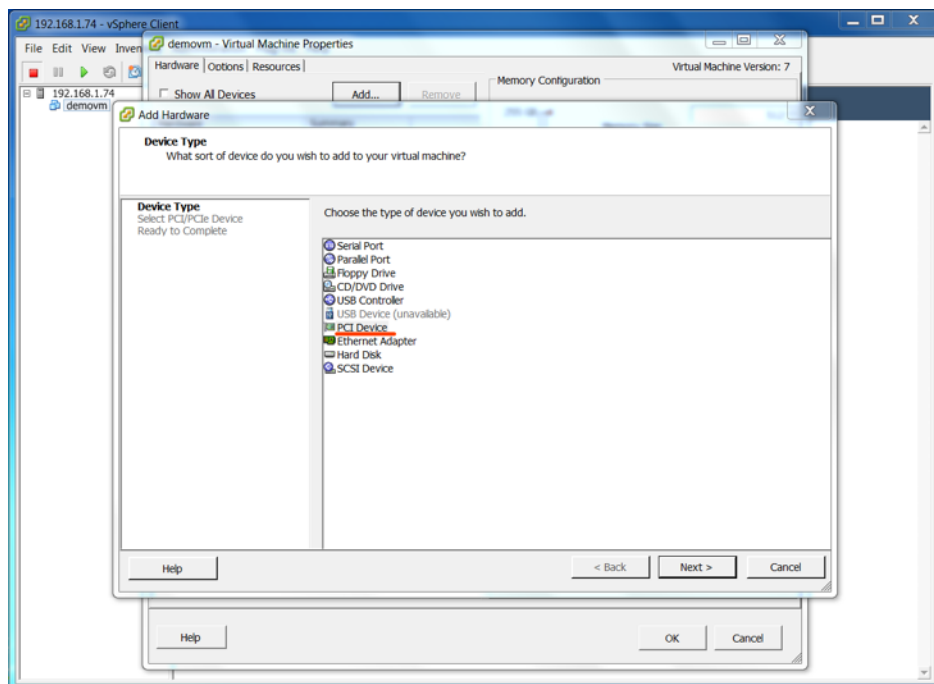 192.168.1.74 - vSphere Client
File Edit View Inven
demovm - Virtual Machine Properties
Hardware Options Resources
Virtual Machine Version: 7
Show All Devices
Add...
Remove
Memory Configuration
192.168.1.74
demovm
Add Hardware
Device Type
What sort of device do you wish to add to your virtual machine?
Device Type
Select PCI/PCIe Device
Ready to Complete
Choose the type of device you wish to add.
Serial Port
Parallel Port
Floppy Drive
CD/DVD Drive
USB Controller
USB Device (unavailable)
PCI Device
Ethernet Adapter
Hard Disk
SCSI Device
Help
< Back
Next >
Cancel
Help
OK
Cancel